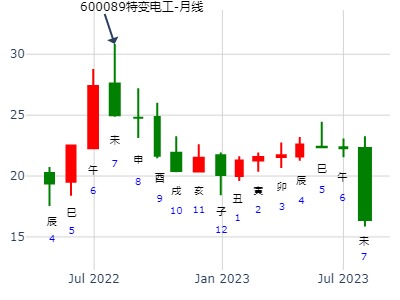 600089特变电工-月线
30
25
20
15
辰
4
巳
5
午
6
未
7
申
8
酉
9
戌
10
亥
11
子
12
丑
1
寅
2
卯
3
辰
4
巳
5
午
6
未
7
Jul 2022
Jan 2023
Jul 2023